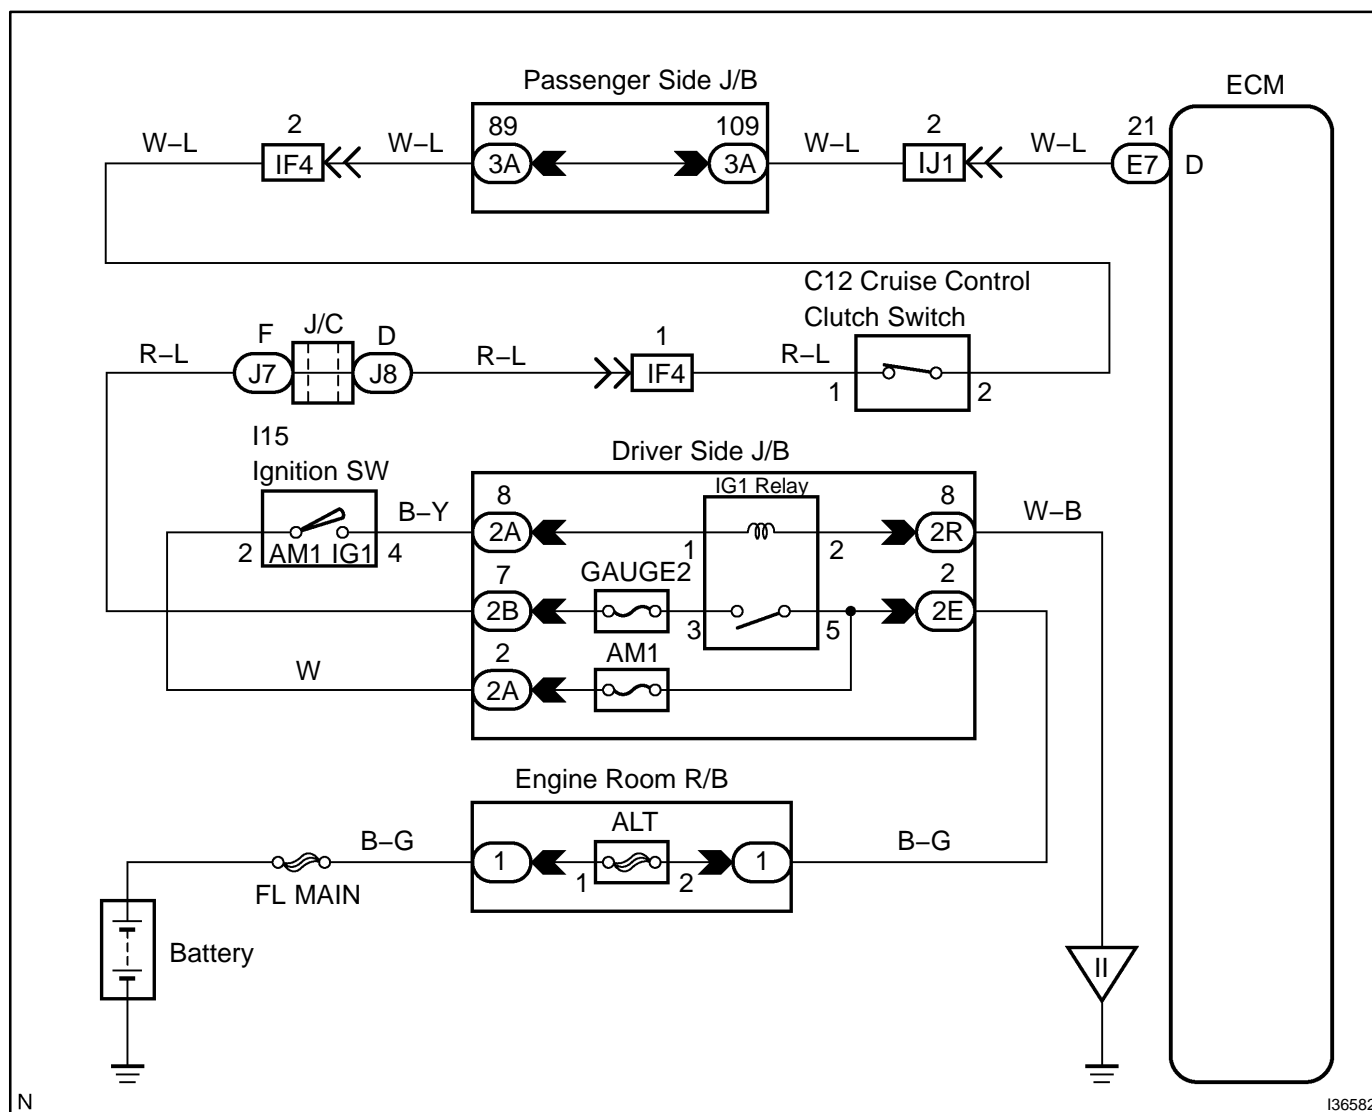 Passenger Side J/B
ECM
W–L
2
IF4
W–L
89
3A
109
3A
W–L
2
IJ1
W–L
21
E7
D
C12 Cruise Control
Clutch Switch
R–L
F
J7
J/C
D
J8
R–L
1
IF4
R–L
1
2
I15
Ignition SW
2
AM1 IG1
4
B–Y
Driver Side J/B
IG1 Relay
8
2A
1
2
8
2R
W–B
7
2B
GAUGE2
3
5
2
2E
W
2
2A
AM1
Engine Room R/B
FL MAIN
B–G
1
ALT
1
2
1
B–G
Battery
II
N
I36582